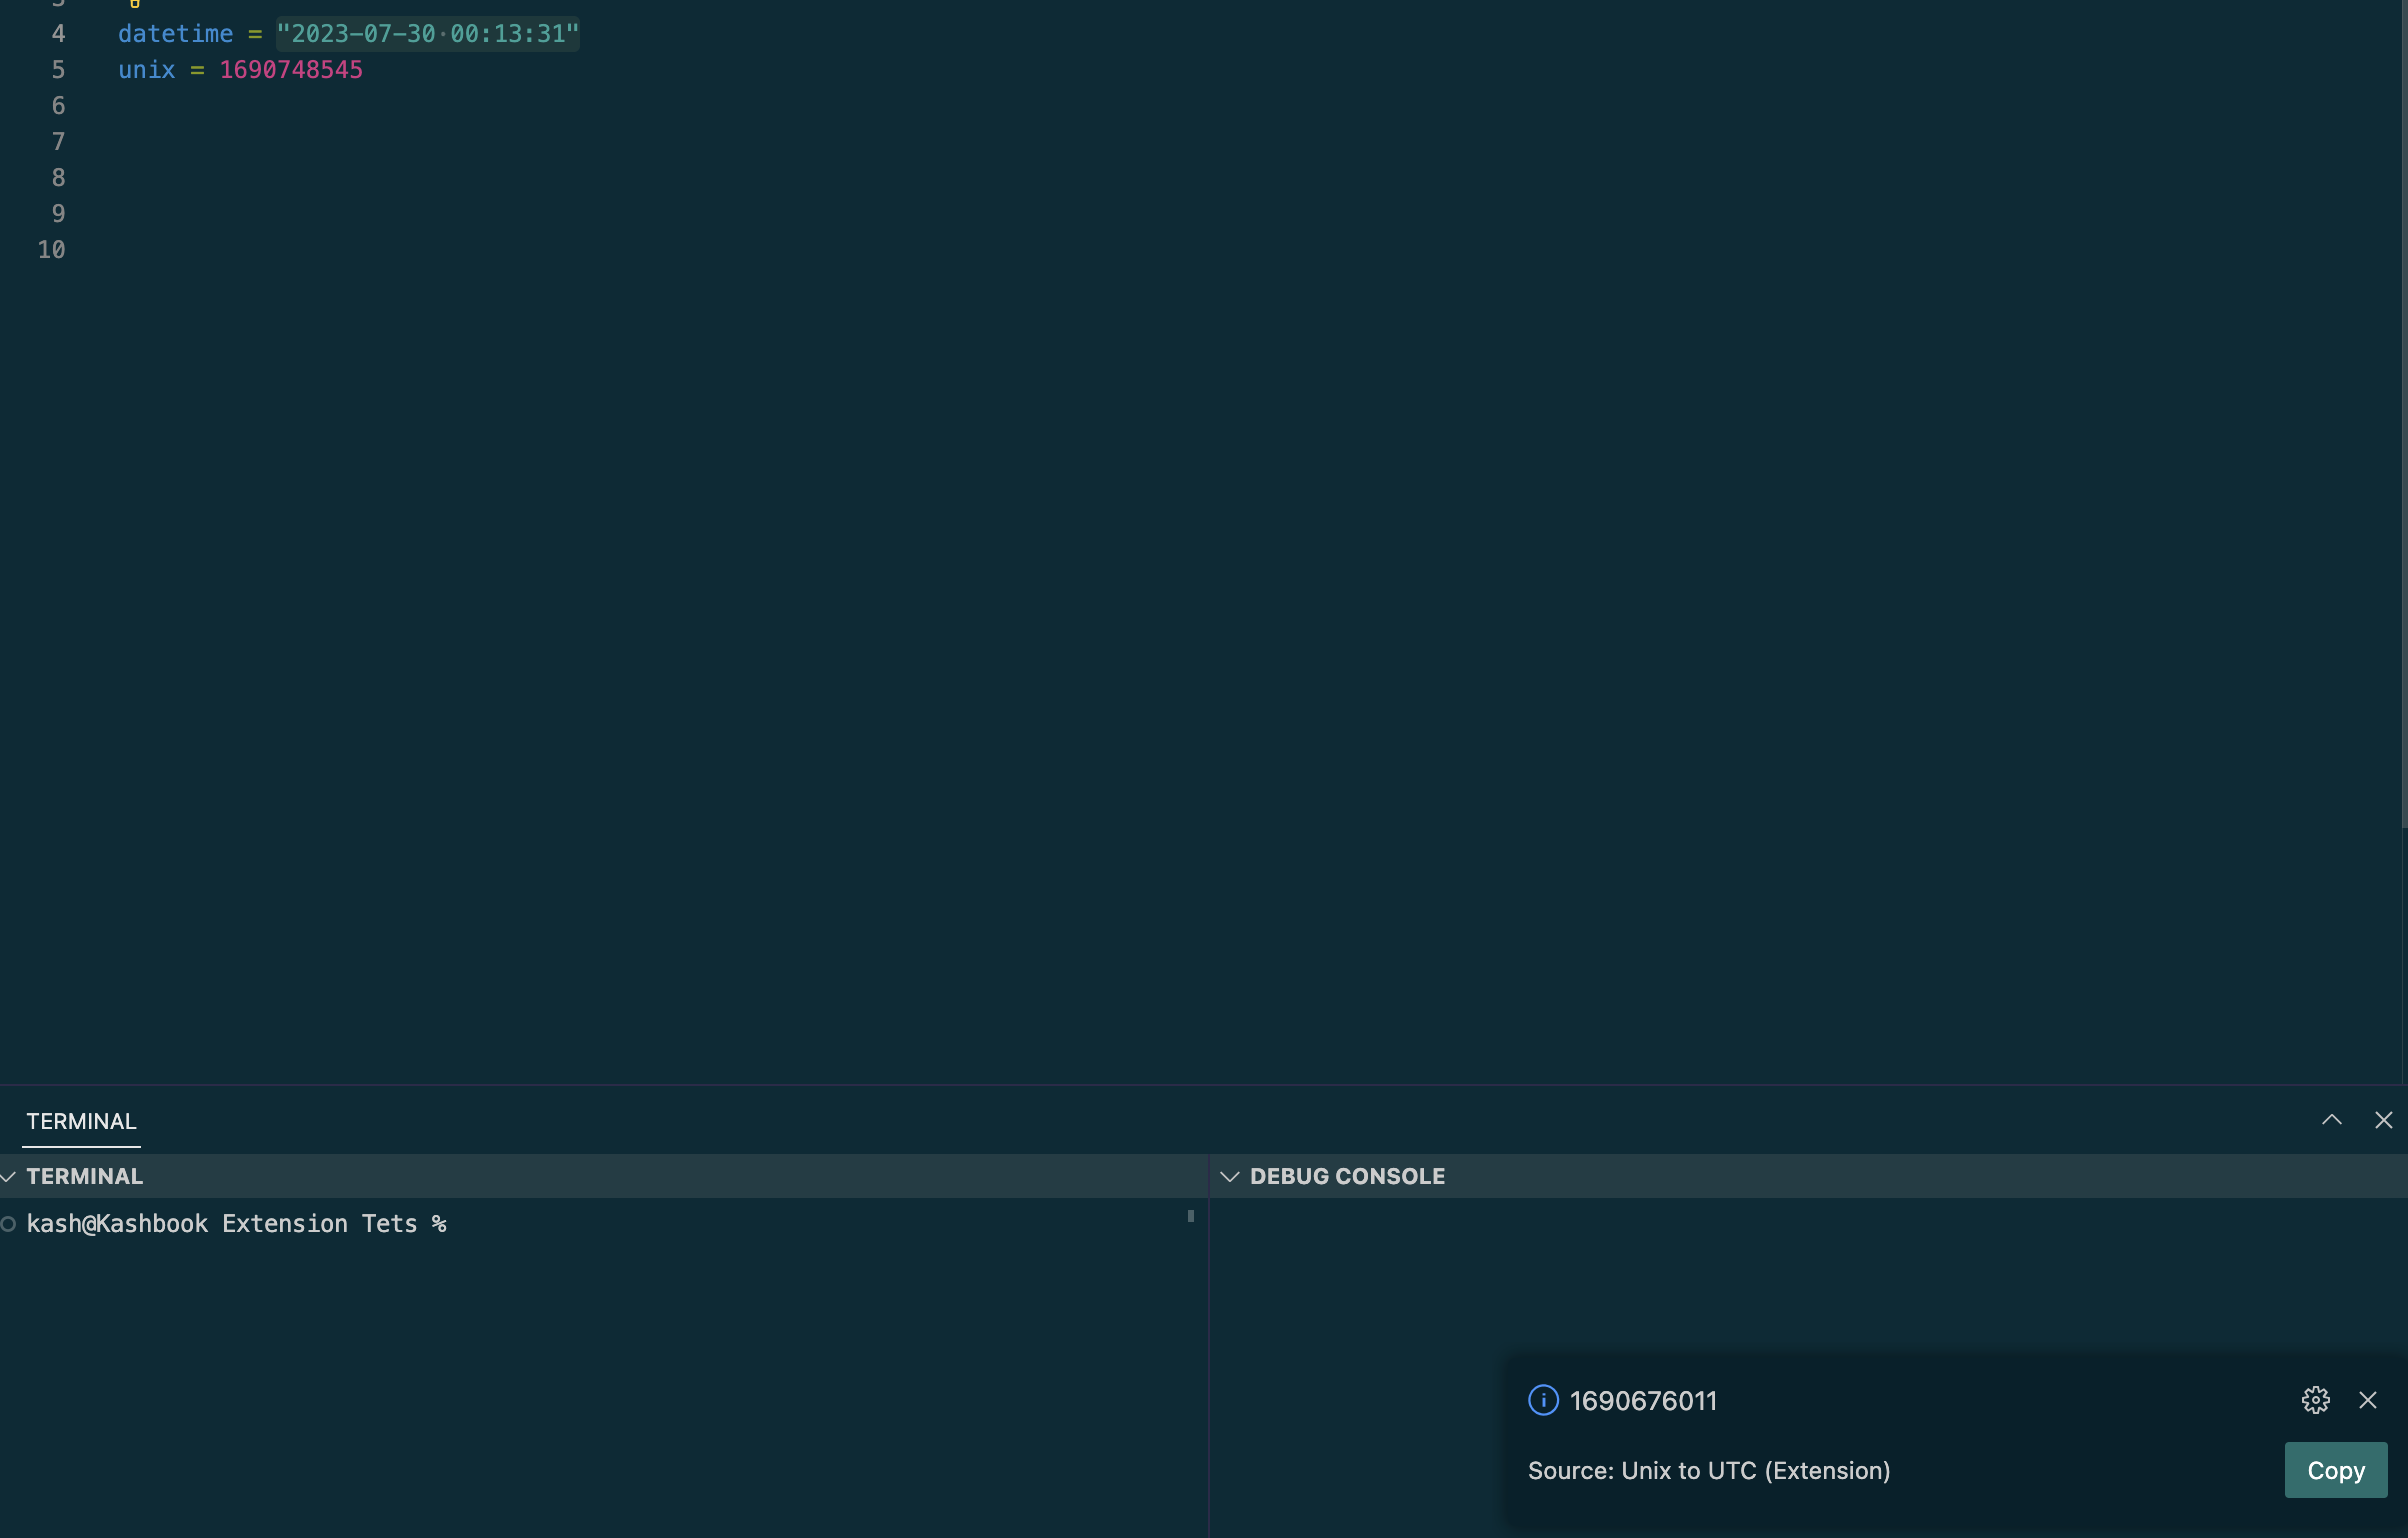 3
4 datetime = "2023-07-30·00:13:31"
5 unix = 1690748545
6
7
8
9
10
TERMINAL
TERMINAL
DEBUG CONSOLE
kash@Kashbook Extension Tets %
1690676011
Source: Unix to UTC (Extension)
Copy